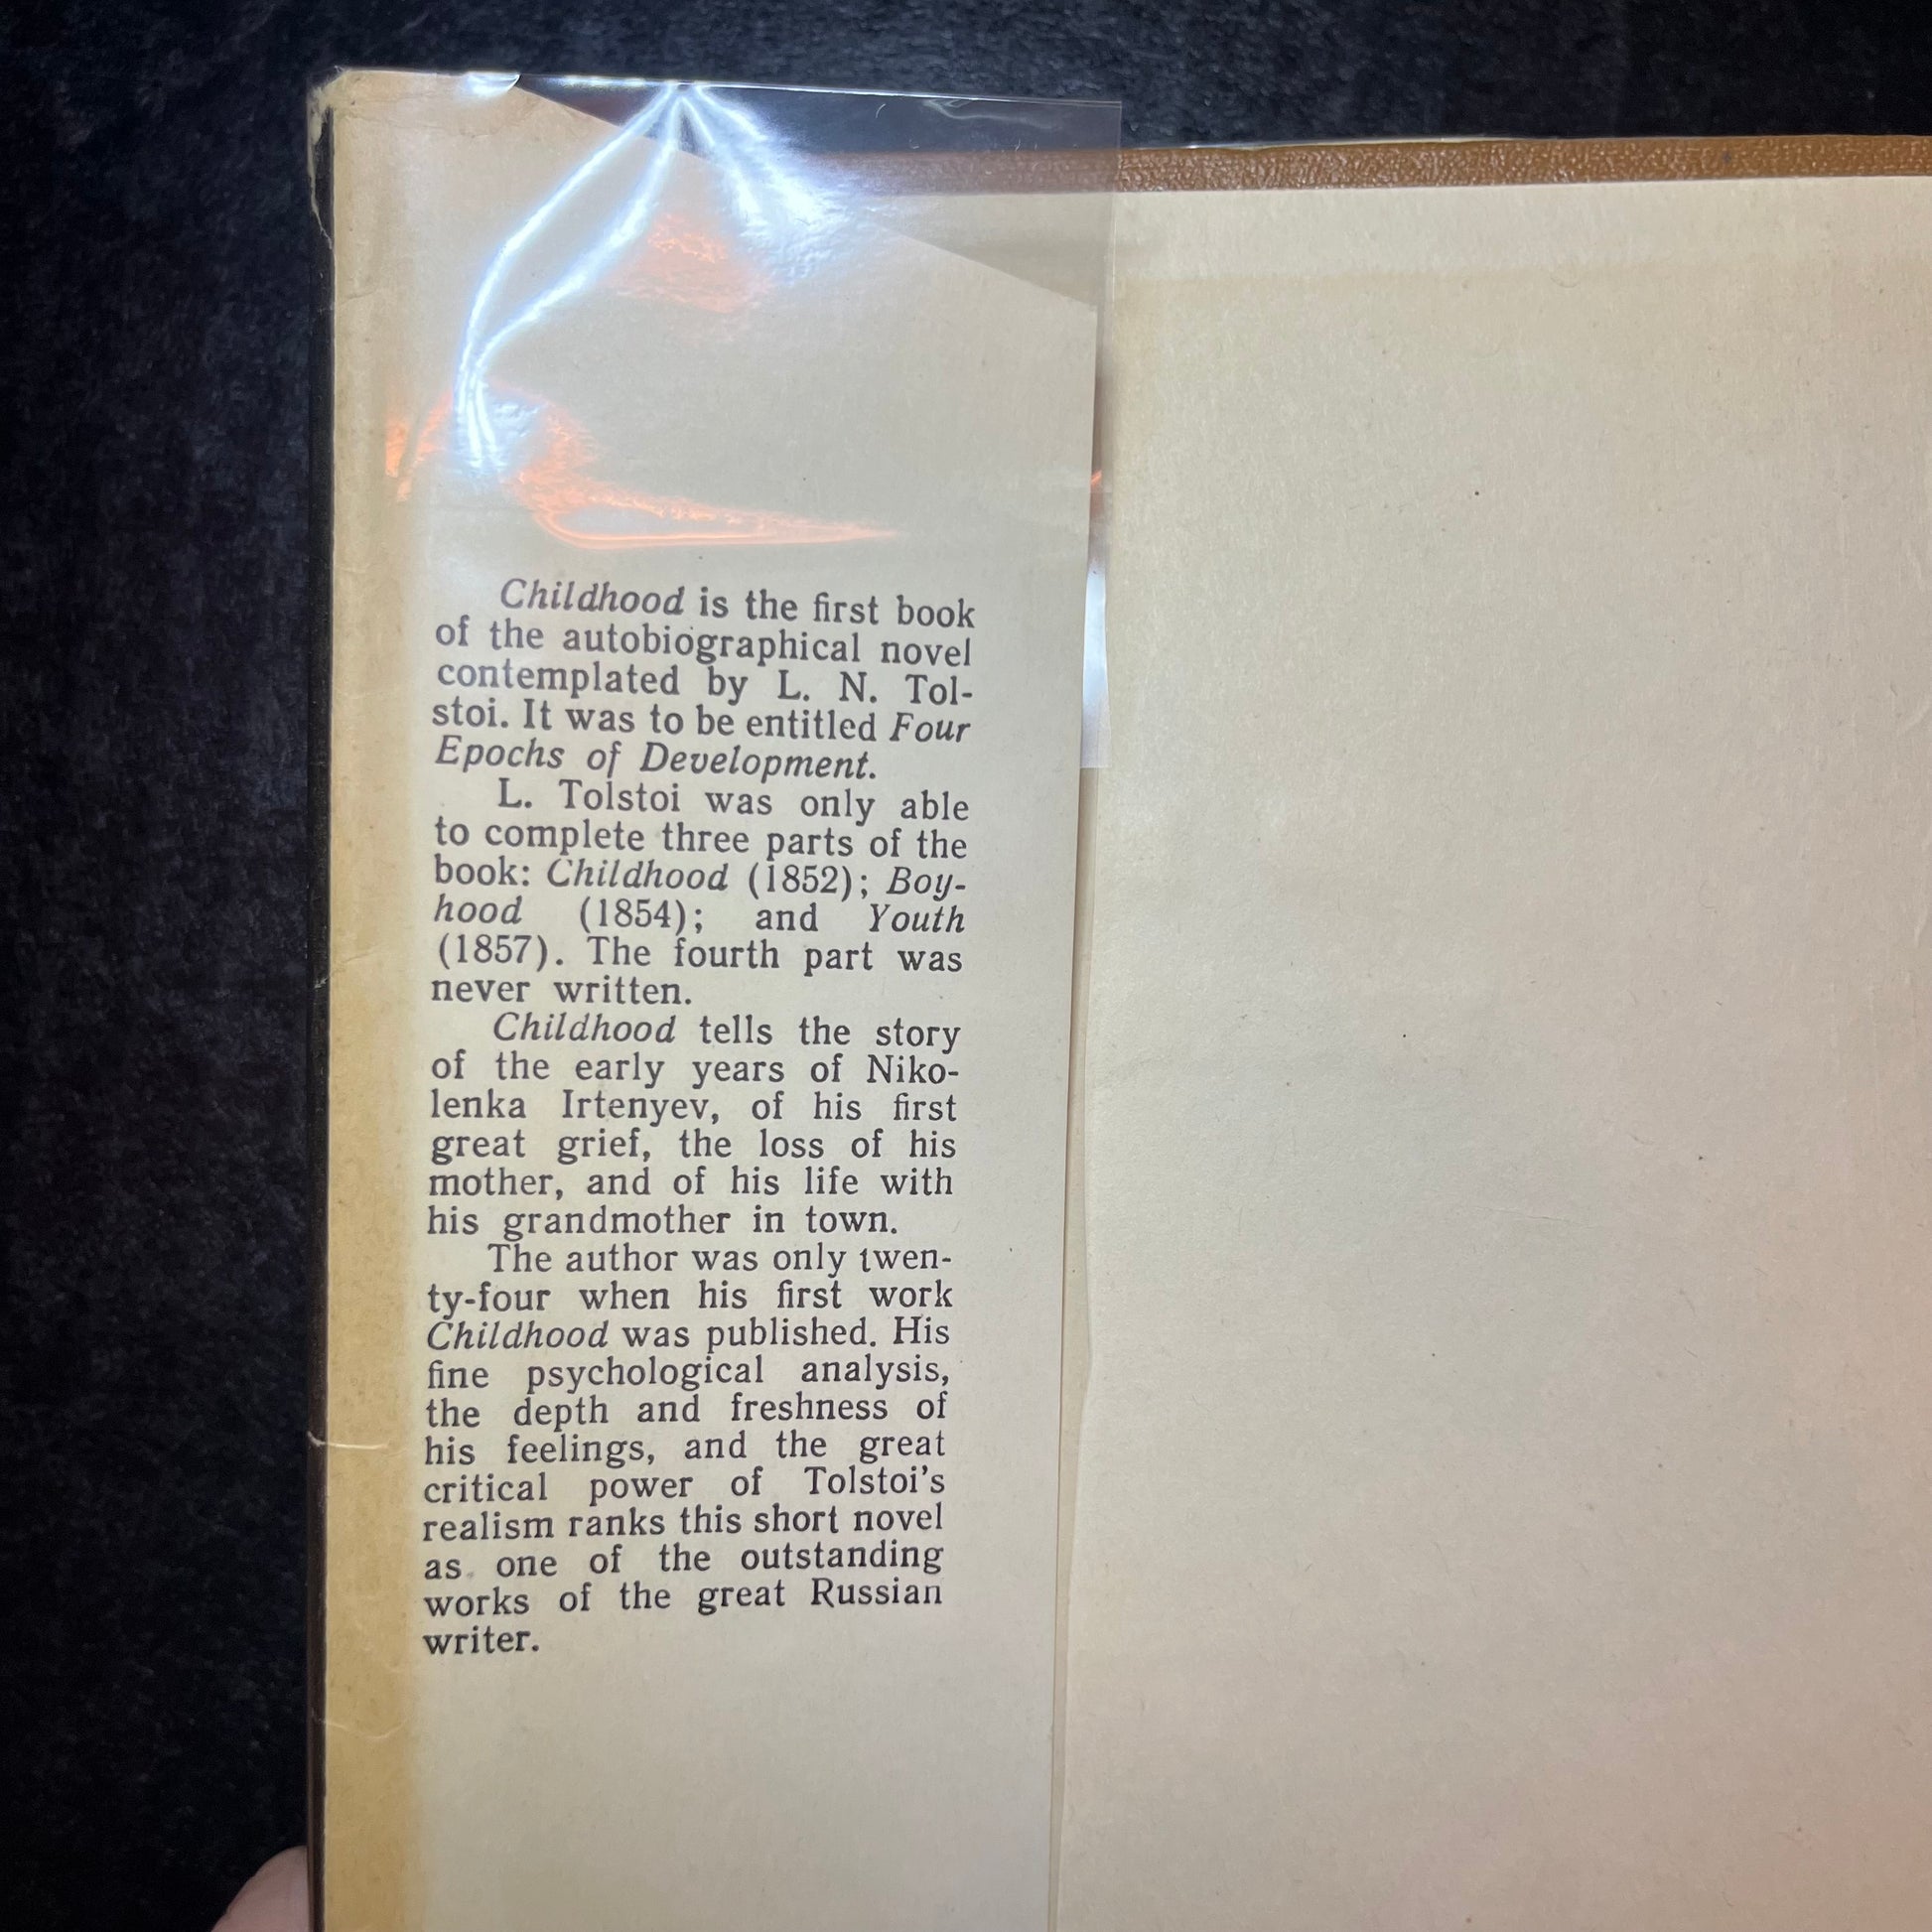 Childhood is the first book
of the autobiographical novel
contemplated by L. N. Tol-
stoi. It was to be entitled Four
Epochs of Development.
L. Tolstoi was only able
to complete three parts of the
book: Childhood (1852); Boy-
hood (1854); and Youth
(1857). The fourth part was
never written.
Childhood tells the story
of the early years of Niko-
lenka Irtenyev, of his first
great grief, the loss of his
mother, and of his life with
his grandmother in town.
The author was only twen-
ty-four when his first work
Childhood was published. His
fine psychological analysis,
the depth and freshness of
his feelings, and the great
critical power of Tolstoi's
realism ranks this short novel
as one of the outstanding
works of the great Russian
writer.